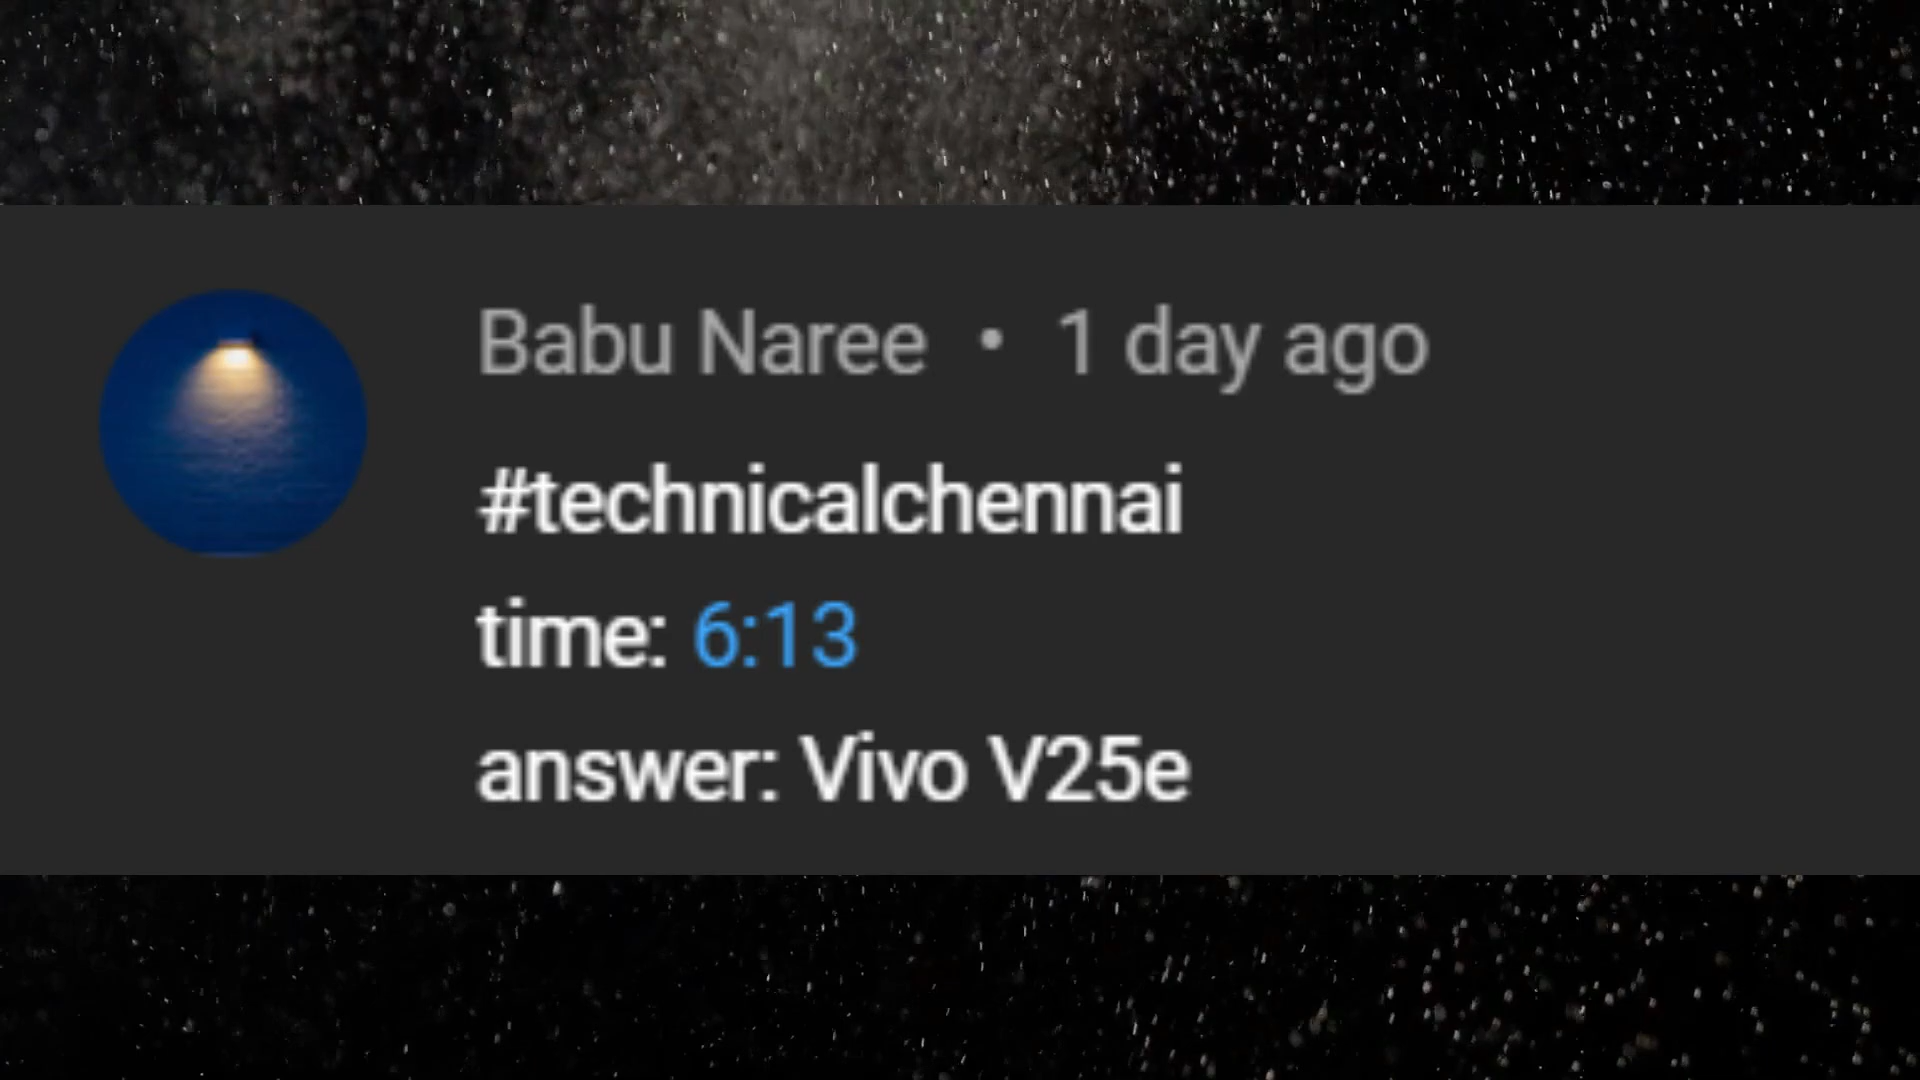 Babu Naree • 1 day ago
#technicalchennai
time: 6:13
answer: Vivo V25e